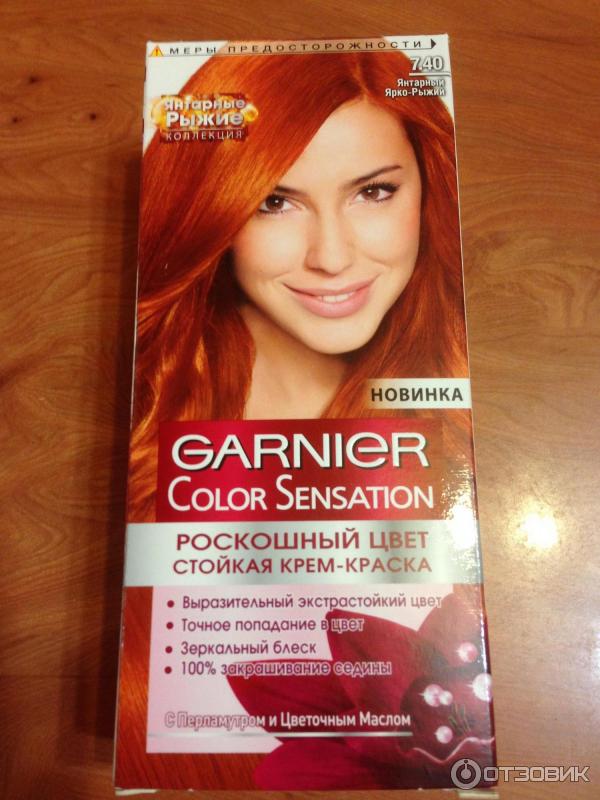 МЕРЫ ПРЕДОСТОРОЖНОСТИ
7.40
Янтарный
Ярко-Рыжий
Янтарные
Рыжие
КОЛЛЕКЦИЯ
НОВИНКА
GARNIER
COLOR SENSATION
РОСКОШНЫЙ ЦВЕТ
СТОЙКАЯ КРЕМ-КРАСКА
• Выразительный экстрастойкий цвет
• Точное попадание в цвет
• Зеркальный блеск
• 100% закрашивание седины
С Перламутром и Цветочным Маслом
ОТЗОВИК